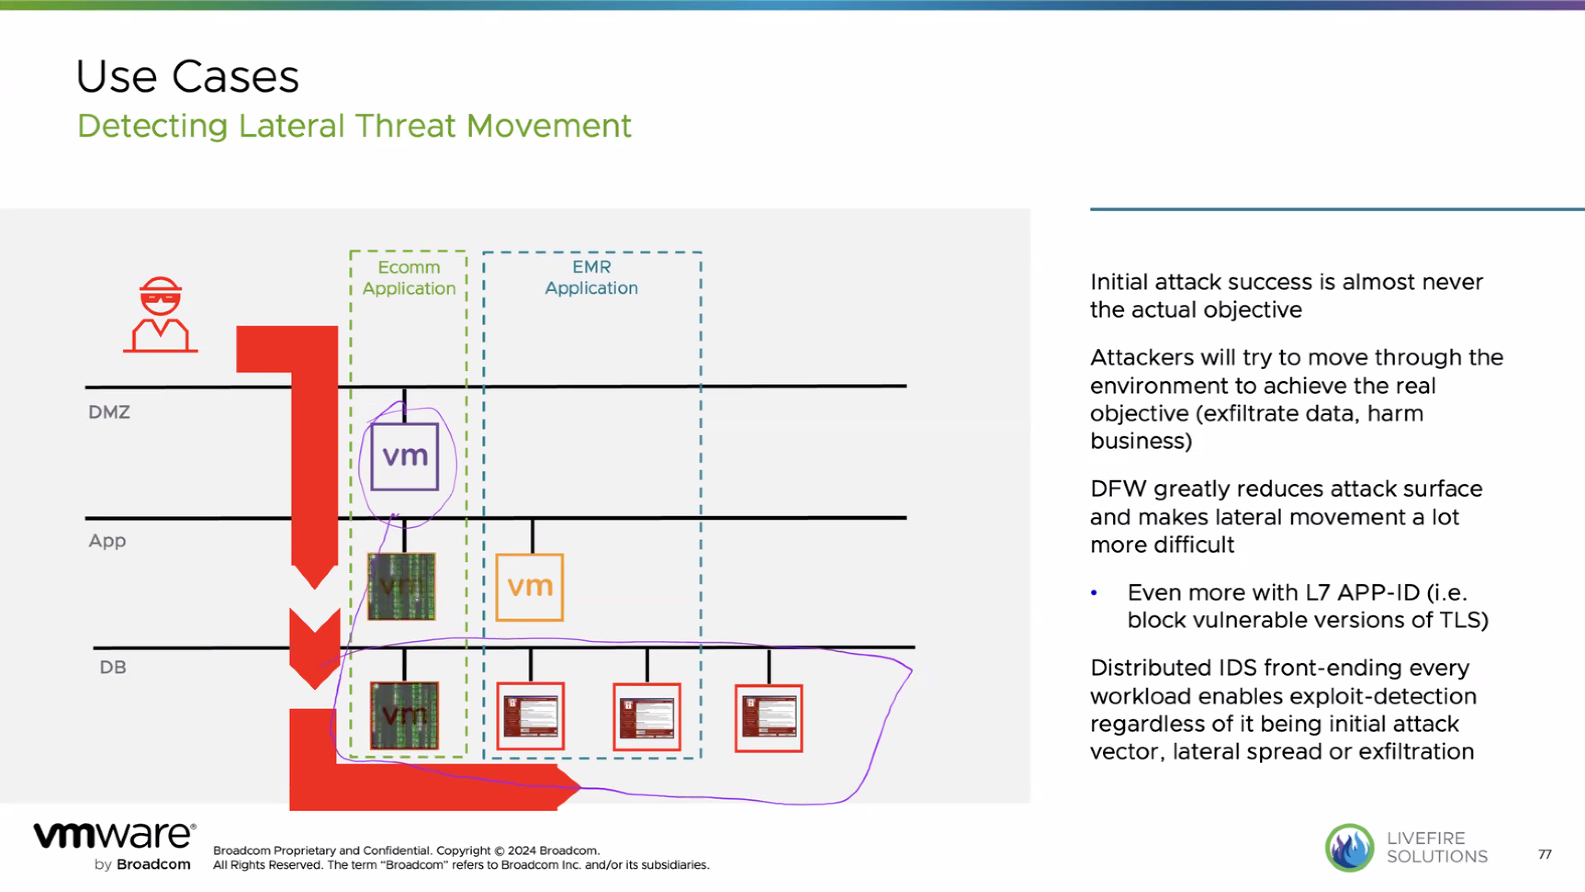 Use Cases
Detecting Lateral Threat Movement
Ecomm
Application
EMR
Application
DMZ
vm
App
vm
vm
DB
vm
Initial attack success is almost never
the actual objective
Attackers will try to move through the
environment to achieve the real
objective (exfiltrate data, harm
business)
DFW greatly reduces attack surface
and makes lateral movement a lot
more difficult
• Even more with L7 APP-ID (i.e.
block vulnerable versions of TLS)
Distributed IDS front-ending every
workload enables exploit-detection
regardless of it being initial attack
vector, lateral spread or exfiltration
vmware®
by Broadcom
Broadcom Proprietary and Confidential. Copyright © 2024 Broadcom.
All Rights Reserved. The term “Broadcom” refers to Broadcom Inc. and/or its subsidiaries.
LIVEFIRE
SOLUTIONS
77